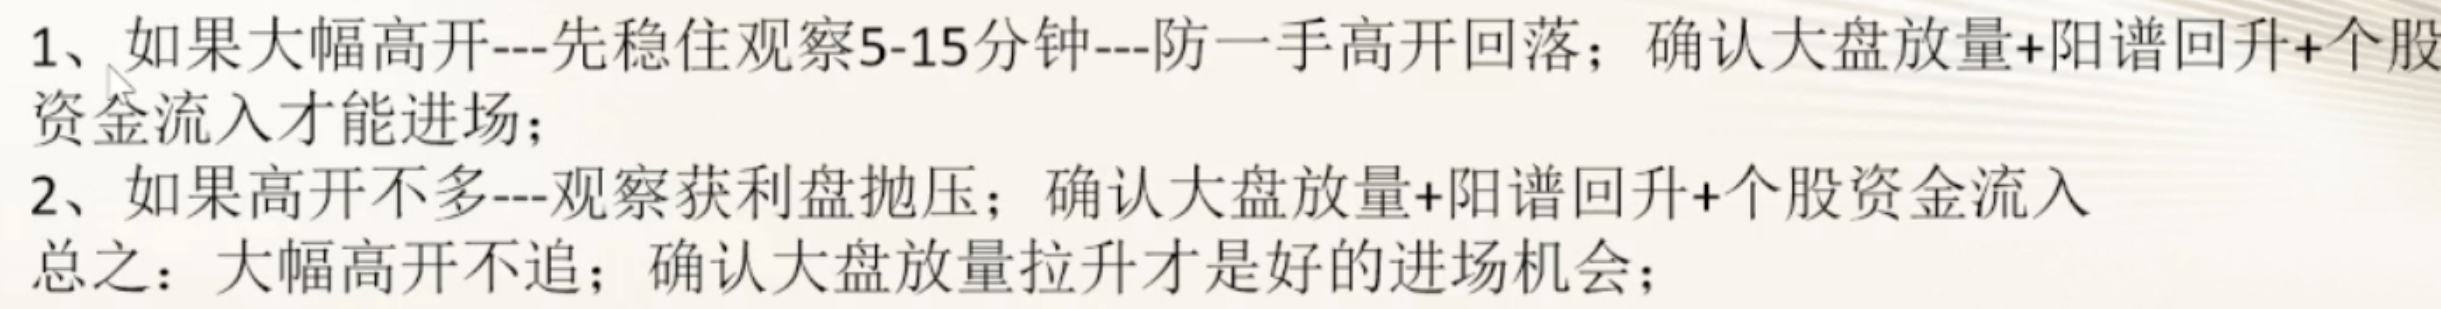 1、如果大幅高开---先稳住观察5-15分钟---防一手高开回落；确认大盘放量+阳谱回升+个股
资金流入才能进场；
2、如果高开不多---观察获利盘抛压；确认大盘放量+阳谱回升+个股资金流入
总之：大幅高开不追；确认大盘放量拉升才是好的进场机会；